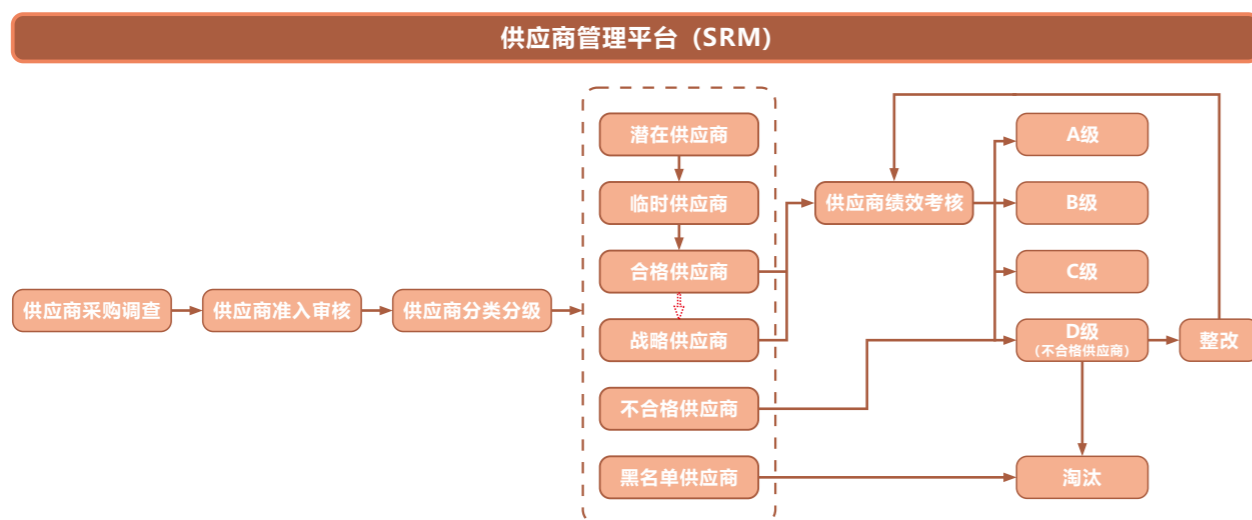 供应商管理平台（SRM）
供应商采购调查
供应商准入审核
供应商分类分级
潜在供应商
临时供应商
合格供应商
战略供应商
不合格供应商
黑名单供应商
供应商绩效考核
A级
B级
C级
D级
（不合格供应商）
整改
淘汰